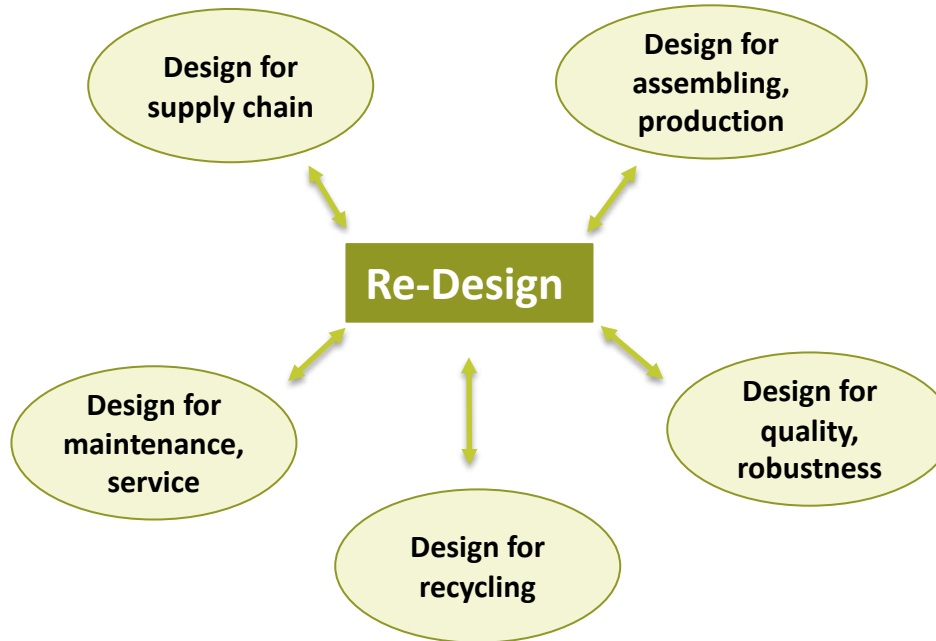 Design for
supply chain
Design for
assembling,
production
Re-Design
Design for
maintenance,
service
Design for
quality,
robustness
Design for
recycling